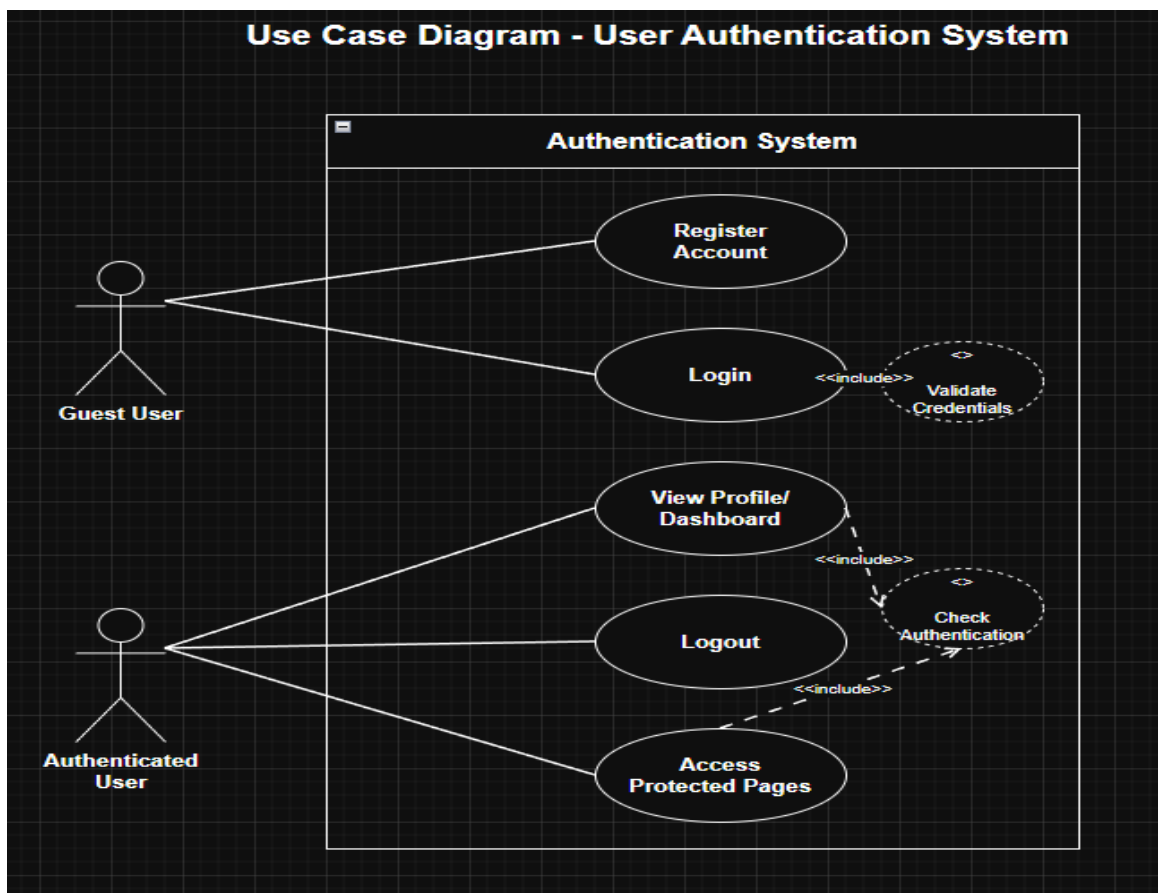 Use Case Diagram - User Authentication System
Authentication System
Register
Account
Login
<<include>>
<>
Validate
Credentials
Guest User
View Profile/
Dashboard
<<include>>
<>
Check
Authentication
Logout
<<include>>
Authenticated
User
Access
Protected Pages